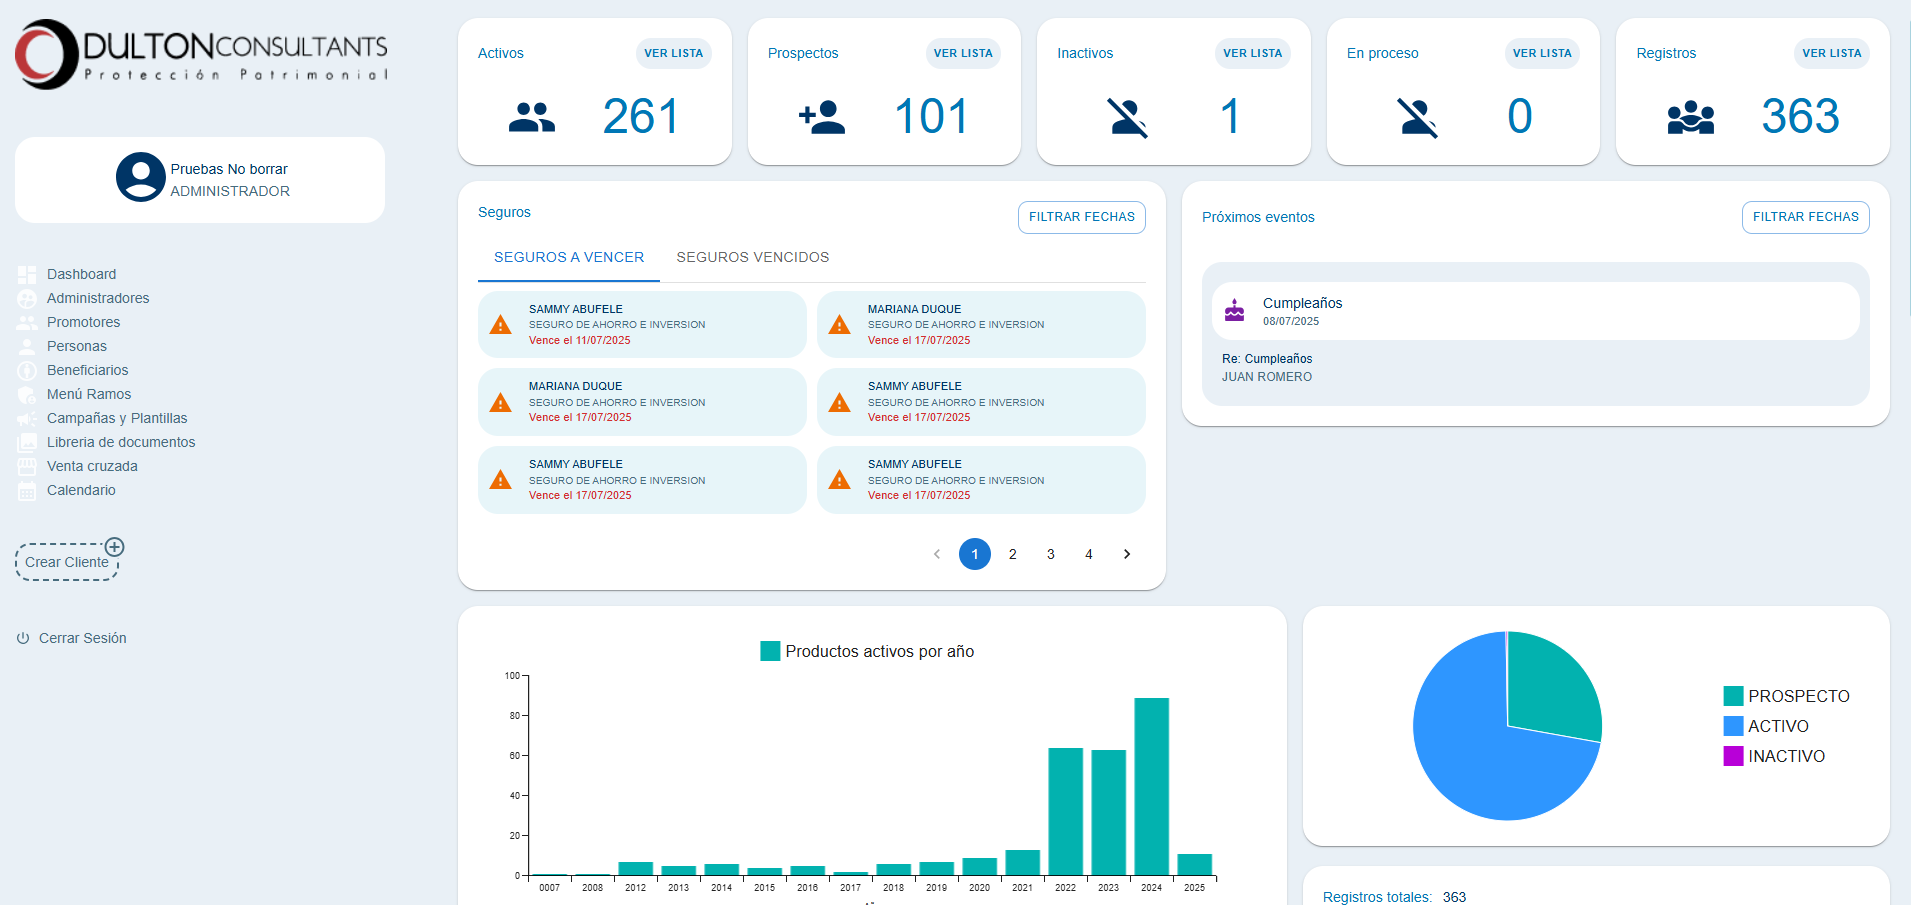 DULTONCONSULTANTS
Protección Patrimonial
Pruebas No borrar
ADMINISTRADOR
Dashboard
Administradores
Promotores
Personas
Beneficiarios
Menú Ramos
Campañas y Plantillas
Libreria de documentos
Venta cruzada
Calendario
Crear Cliente
Cerrar Sesión
Activos
VER LISTA
261
Prospectos
VER LISTA
101
Inactivos
VER LISTA
1
En proceso
VER LISTA
0
Registros
VER LISTA
363
Seguros
FILTRAR FECHAS
SEGUROS A VENCER
SEGUROS VENCIDOS
SAMMY ABUFELE
SEGURO DE AHORRO E INVERSION
Vence el 11/07/2025
MARIANA DUQUE
SEGURO DE AHORRO E INVERSION
Vence el 17/07/2025
MARIANA DUQUE
SEGURO DE AHORRO E INVERSION
Vence el 17/07/2025
SAMMY ABUFELE
SEGURO DE AHORRO E INVERSION
Vence el 17/07/2025
SAMMY ABUFELE
SEGURO DE AHORRO E INVERSION
Vence el 17/07/2025
SAMMY ABUFELE
SEGURO DE AHORRO E INVERSION
Vence el 17/07/2025
1 2 3 4
Próximos eventos
FILTRAR FECHAS
Cumpleaños
08/07/2025
Re: Cumpleaños
JUAN ROMERO
Productos activos por año
100
80
60
40
20
0
0007 2008 2012 2013 2014 2015 2016 2017 2018 2019 2020 2021 2022 2023 2024 2025
PROSPECTO
ACTIVO
INACTIVO
Registros totales: 363